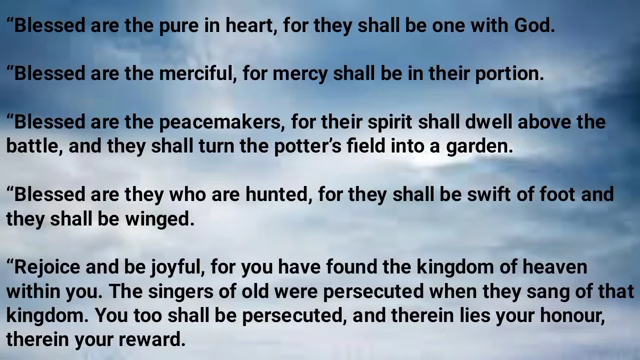 “Blessed are the pure in heart, for they shall be one with God.
“Blessed are the merciful, for mercy shall be in their portion.
“Blessed are the peacemakers, for their spirit shall dwell above the
battle, and they shall turn the potter’s field into a garden.
“Blessed are they who are hunted, for they shall be swift of foot and
they shall be winged.
“Rejoice and be joyful, for you have found the kingdom of heaven
within you. The singers of old were persecuted when they sang of that
kingdom. You too shall be persecuted, and therein lies your honour,
therein your reward.